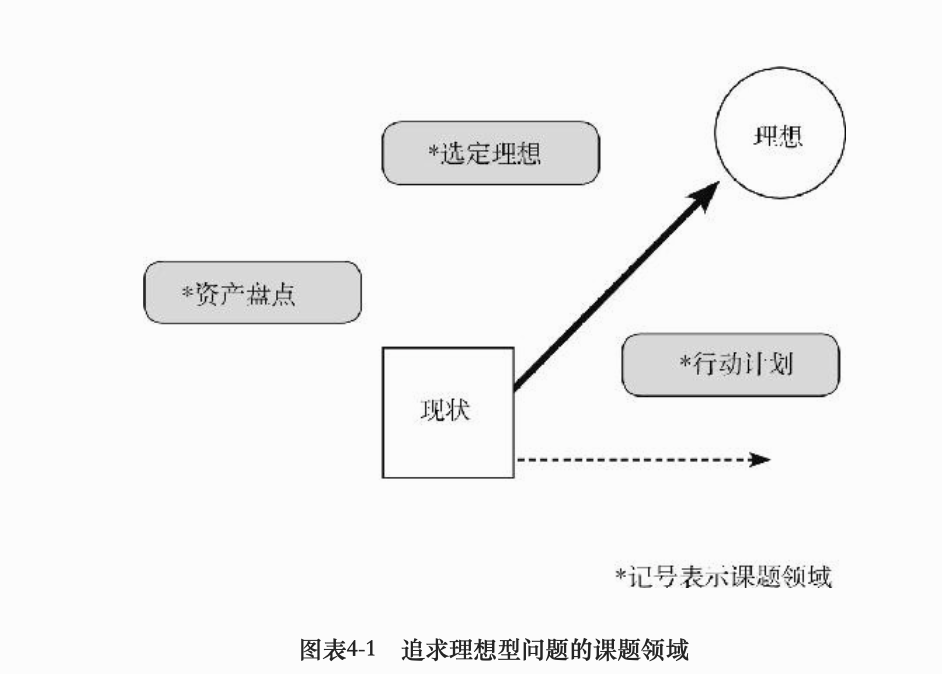 理想
*选定理想
*资产盘点
*行动计划
现状
*记号表示课题领域
图表4-1 追求理想型问题的课题领域